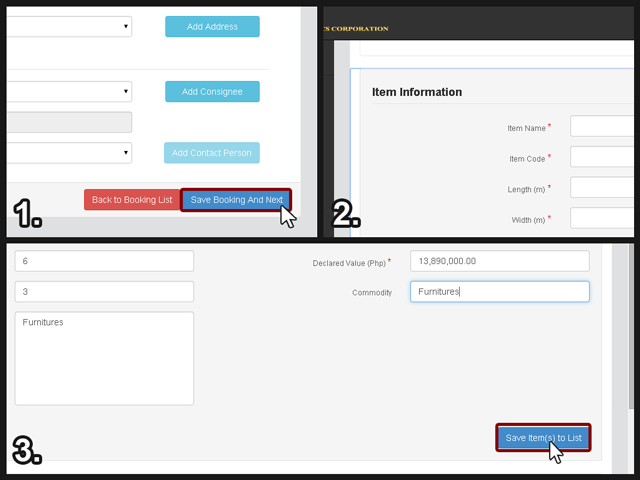 Add Address
Add Consignee
Add Contact Person
Back to Booking List
Save Booking And Next
1.
CS CORPORATION
Item Information
Item Name *
Item Code *
Length (m) *
Width (m) *
2.
6
Declared Value (Php) *
13,890,000.00
3
Commodity
Furnitures
Furnitures
Save Item(s) to List
3.